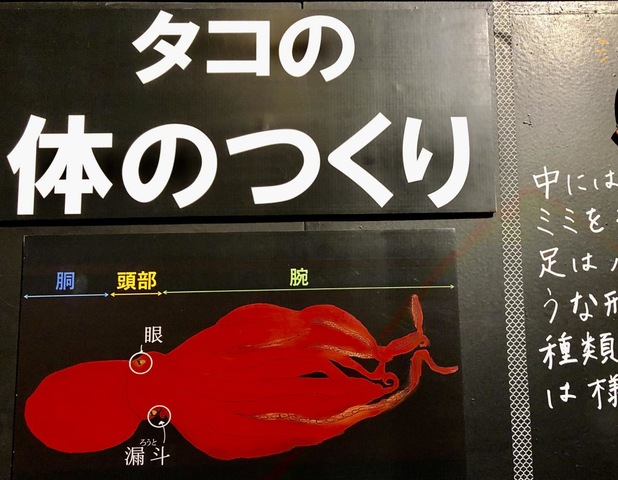 タコの
体のつくり
胴 頭部 腕
眼
ろうと
漏斗
中には
ミミを
足は
うな形
種類
は様